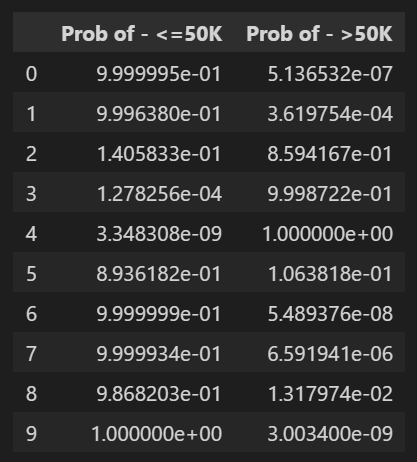 Prob of - <=50K Prob of - >50K
0 9.999995e-01 5.136532e-07
1 9.996380e-01 3.619754e-04
2 1.405833e-01 8.594167e-01
3 1.278256e-04 9.998722e-01
4 3.348308e-09 1.000000e+00
5 8.936182e-01 1.063818e-01
6 9.999999e-01 5.489376e-08
7 9.999934e-01 6.591941e-06
8 9.868203e-01 1.317974e-02
9 1.000000e+00 3.003400e-09